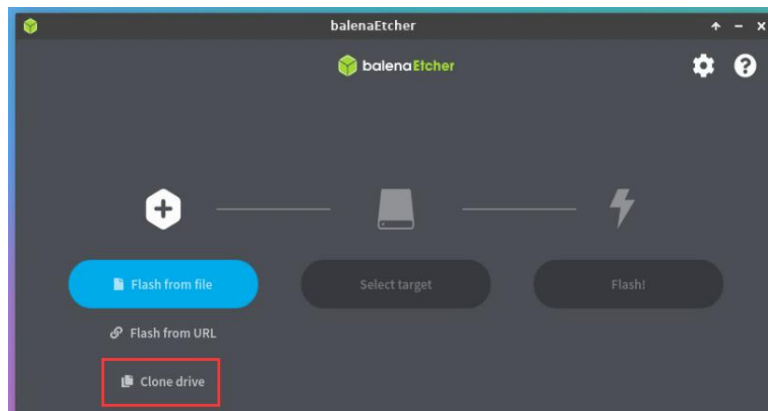 balenaEtcher
balenaEtcher
Flash from file
Select target
Flash!
Flash from URL
Clone drive